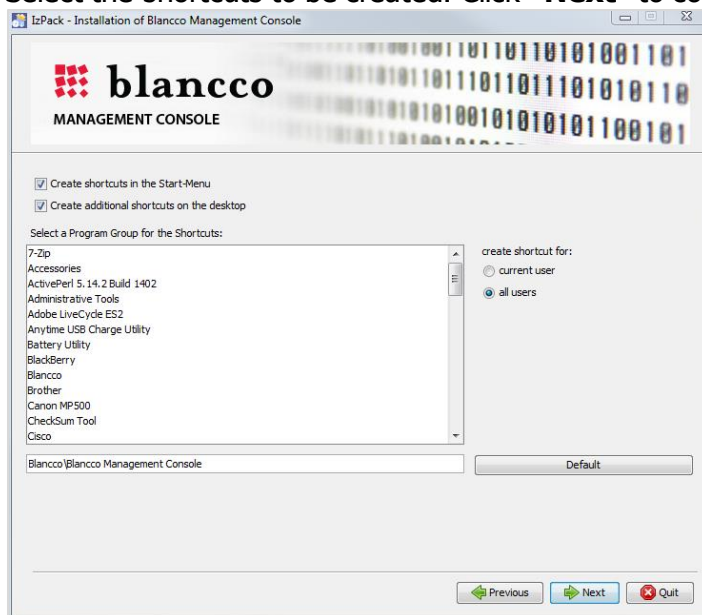 Select the shortcuts to be created. Click "Next" to co
IzPack - Installation of Blancco Management Console
blancco
MANAGEMENT CONSOLE
Create shortcuts in the Start-Menu
Create additional shortcuts on the desktop
Select a Program Group for the Shortcuts:
7-Zip
Accessories
ActivePerl 5.14.2 Build 1402
Administrative Tools
Adobe LiveCycle ES2
Anytime USB Charge Utility
Battery Utility
BlackBerry
Blancco
Brother
Canon MP500
CheckSum Tool
Cisco
create shortcut for:
current user
all users
Blancco\Blancco Management Console
Default
Previous
Next
Quit